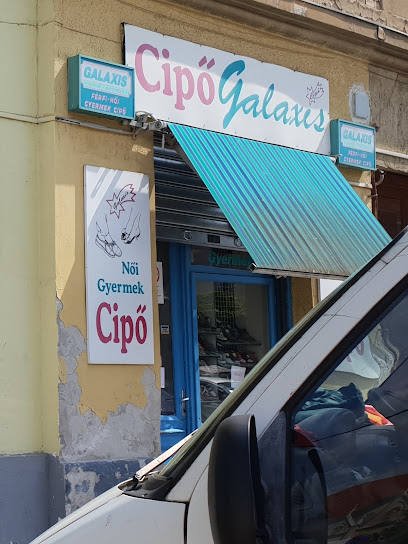 Cipő Galaxis
GALAXIS
FÉRFI-NŐI
GYERMEK CIPŐ
GALAXIS
FÉRFI-NŐI
GYERMEK CIPŐ
Női
Gyermek
Cipő
Gyermek